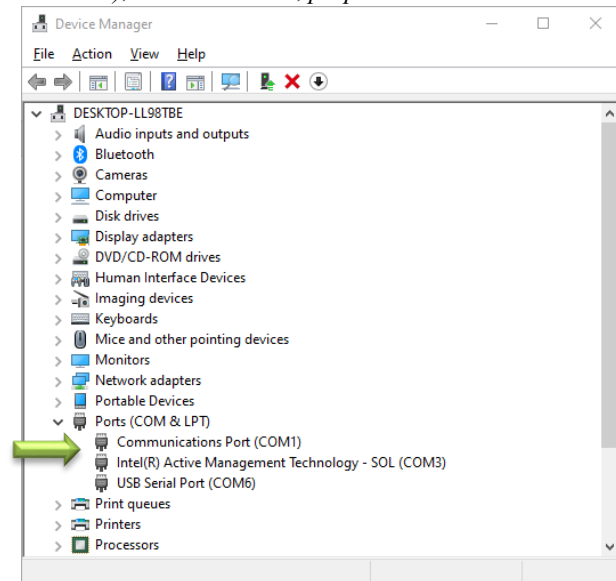 Device Manager
File Action View Help
DESKTOP-LL98TBE
Audio inputs and outputs
Bluetooth
Cameras
Computer
Disk drives
Display adapters
DVD/CD-ROM drives
Human Interface Devices
Imaging devices
Keyboards
Mice and other pointing devices
Monitors
Network adapters
Portable Devices
Ports (COM & LPT)
Communications Port (COM1)
Intel(R) Active Management Technology - SOL (COM3)
USB Serial Port (COM6)
Print queues
Printers
Processors